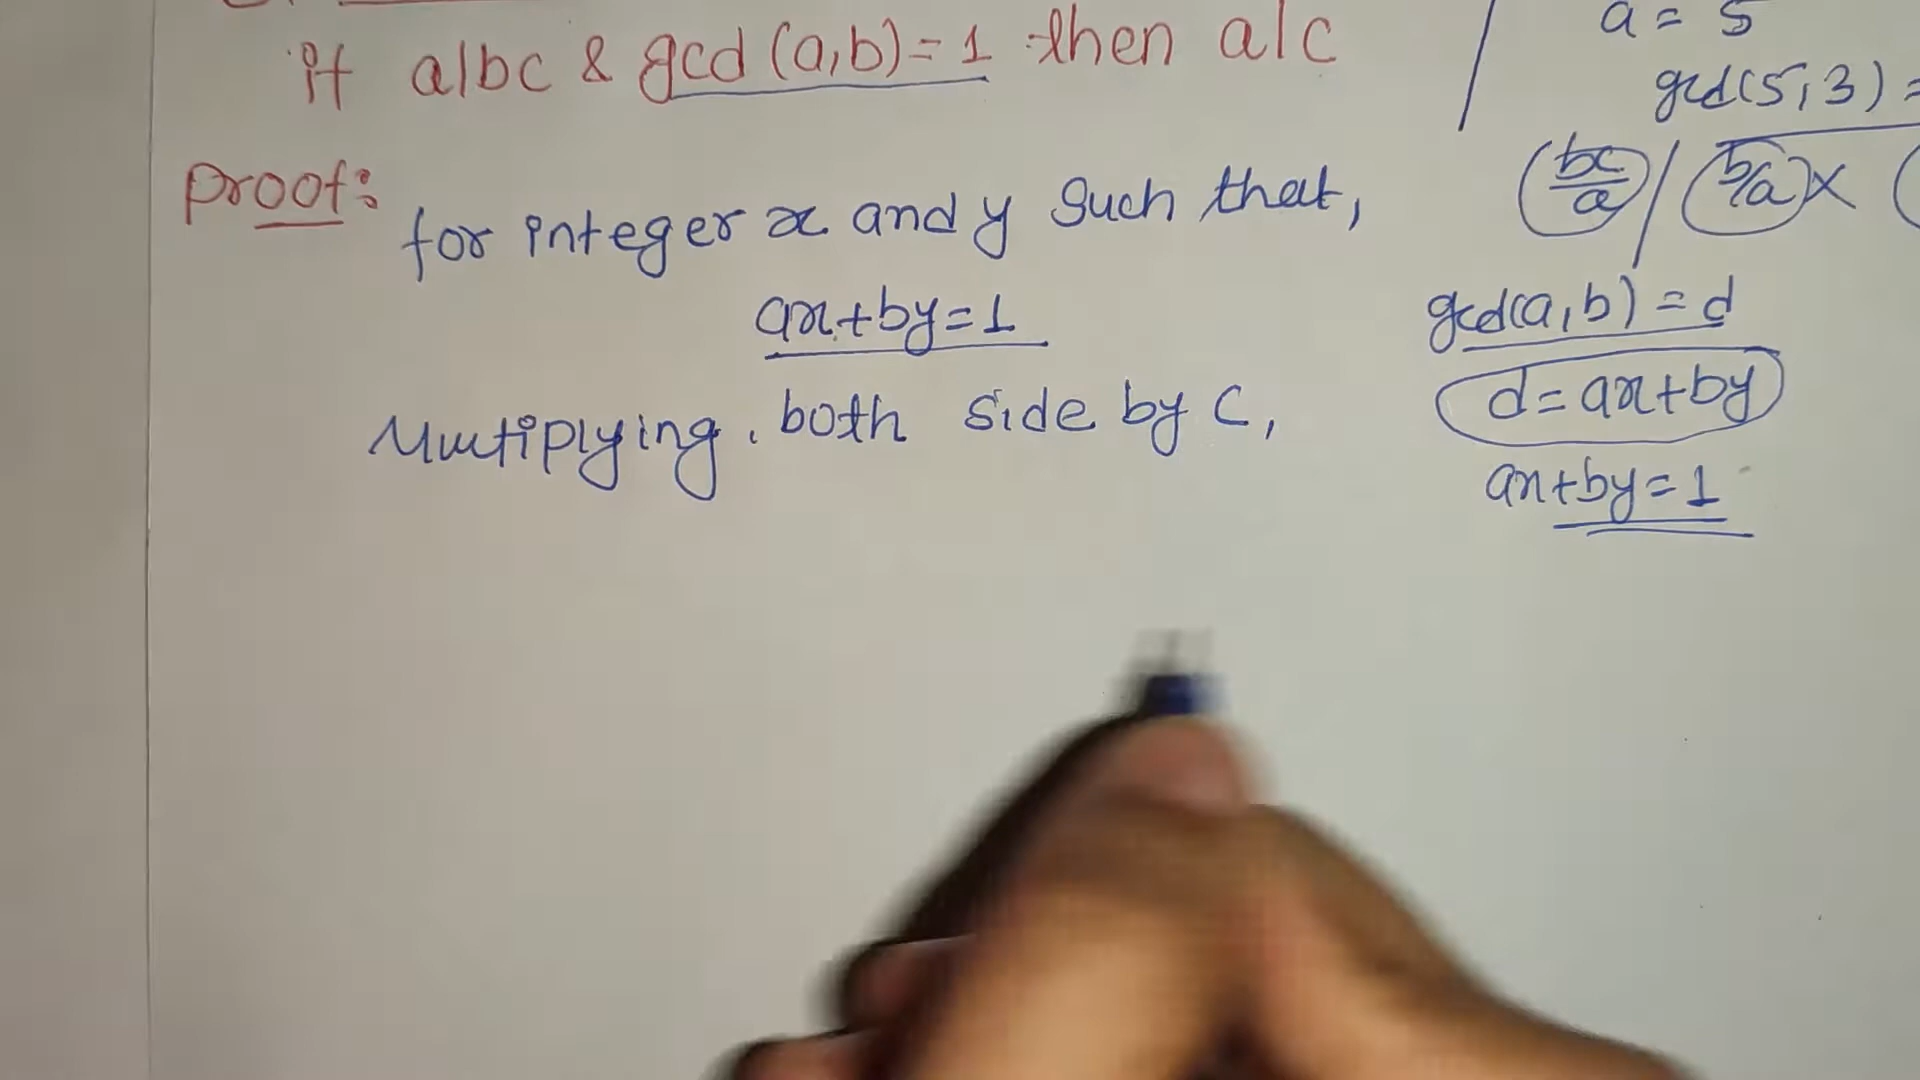 if a|bc & gcd (a,b)=1 then a|c
Proof:
for integer x and y such that,
ax+by=1
Multiplying both side by c,
a = 5
gcd(5,3) =
bc/a / b/a ×
gcd(a,b) = d
d=ax+by
ax+by=1